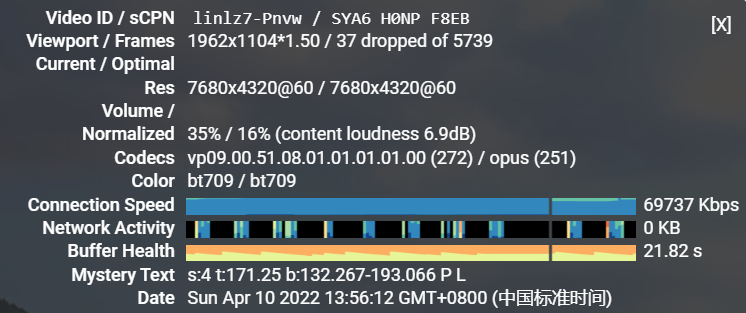 Video ID / sCPN linlz7-Pnvw / SYA6 H0NP F8EB
[X]
Viewport / Frames 1962x1104*1.50 / 37 dropped of 5739
Current / Optimal
Res 7680x4320@60 / 7680x4320@60
Volume /
Normalized 35% / 16% (content loudness 6.9dB)
Codecs vp09.00.51.08.01.01.01.01.00 (272) / opus (251)
Color bt709 / bt709
Connection Speed 69737 Kbps
Network Activity 0 KB
Buffer Health 21.82 s
Mystery Text s:4 t:171.25 b:132.267-193.066 P L
Date Sun Apr 10 2022 13:56:12 GMT+0800 (中国标准时间)